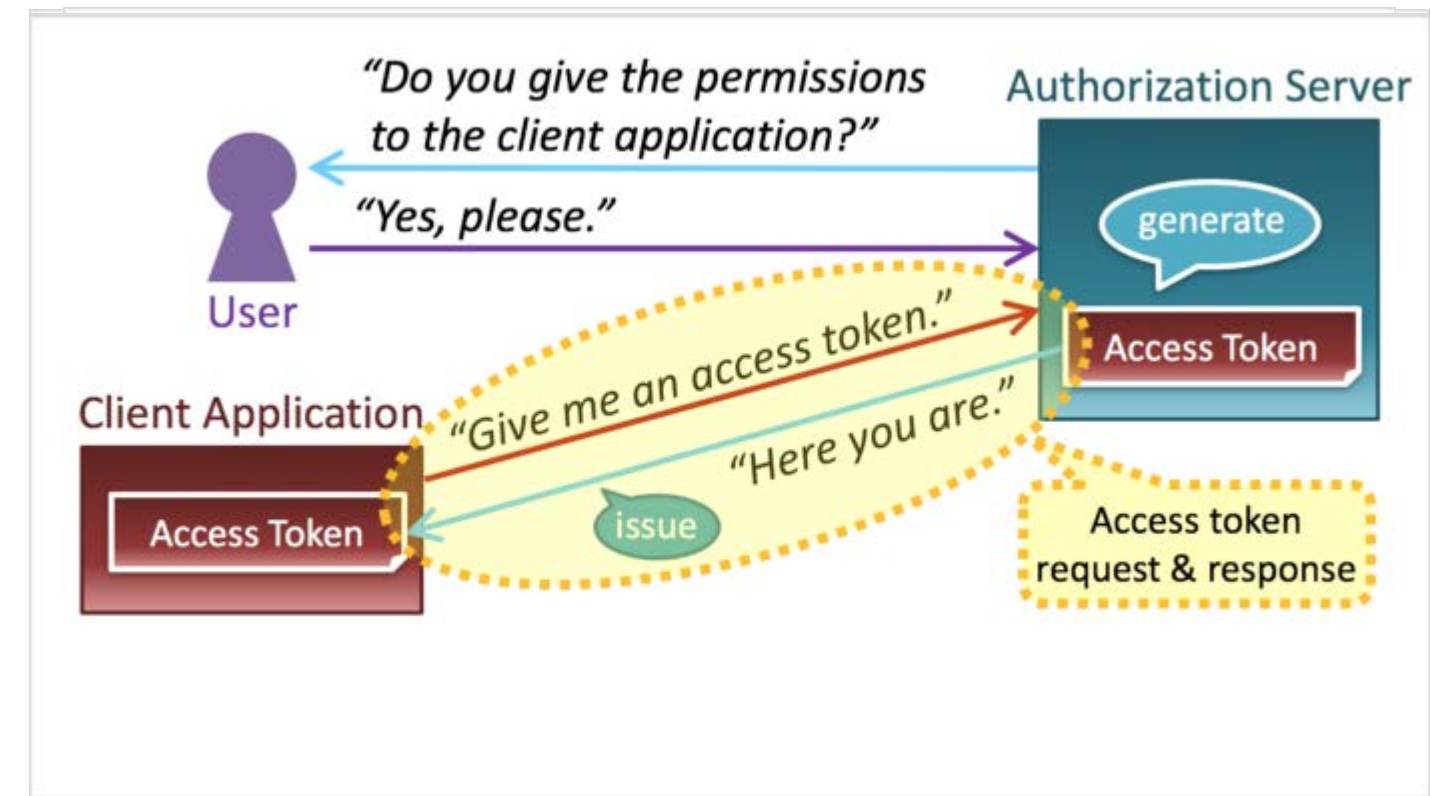 “Do you give the permissions
to the client application?”
Authorization Server
“Yes, please.”
generate
User
“Give me an access token.”
Access Token
Client Application
“Here you are.”
issue
Access Token
Access token
request & response